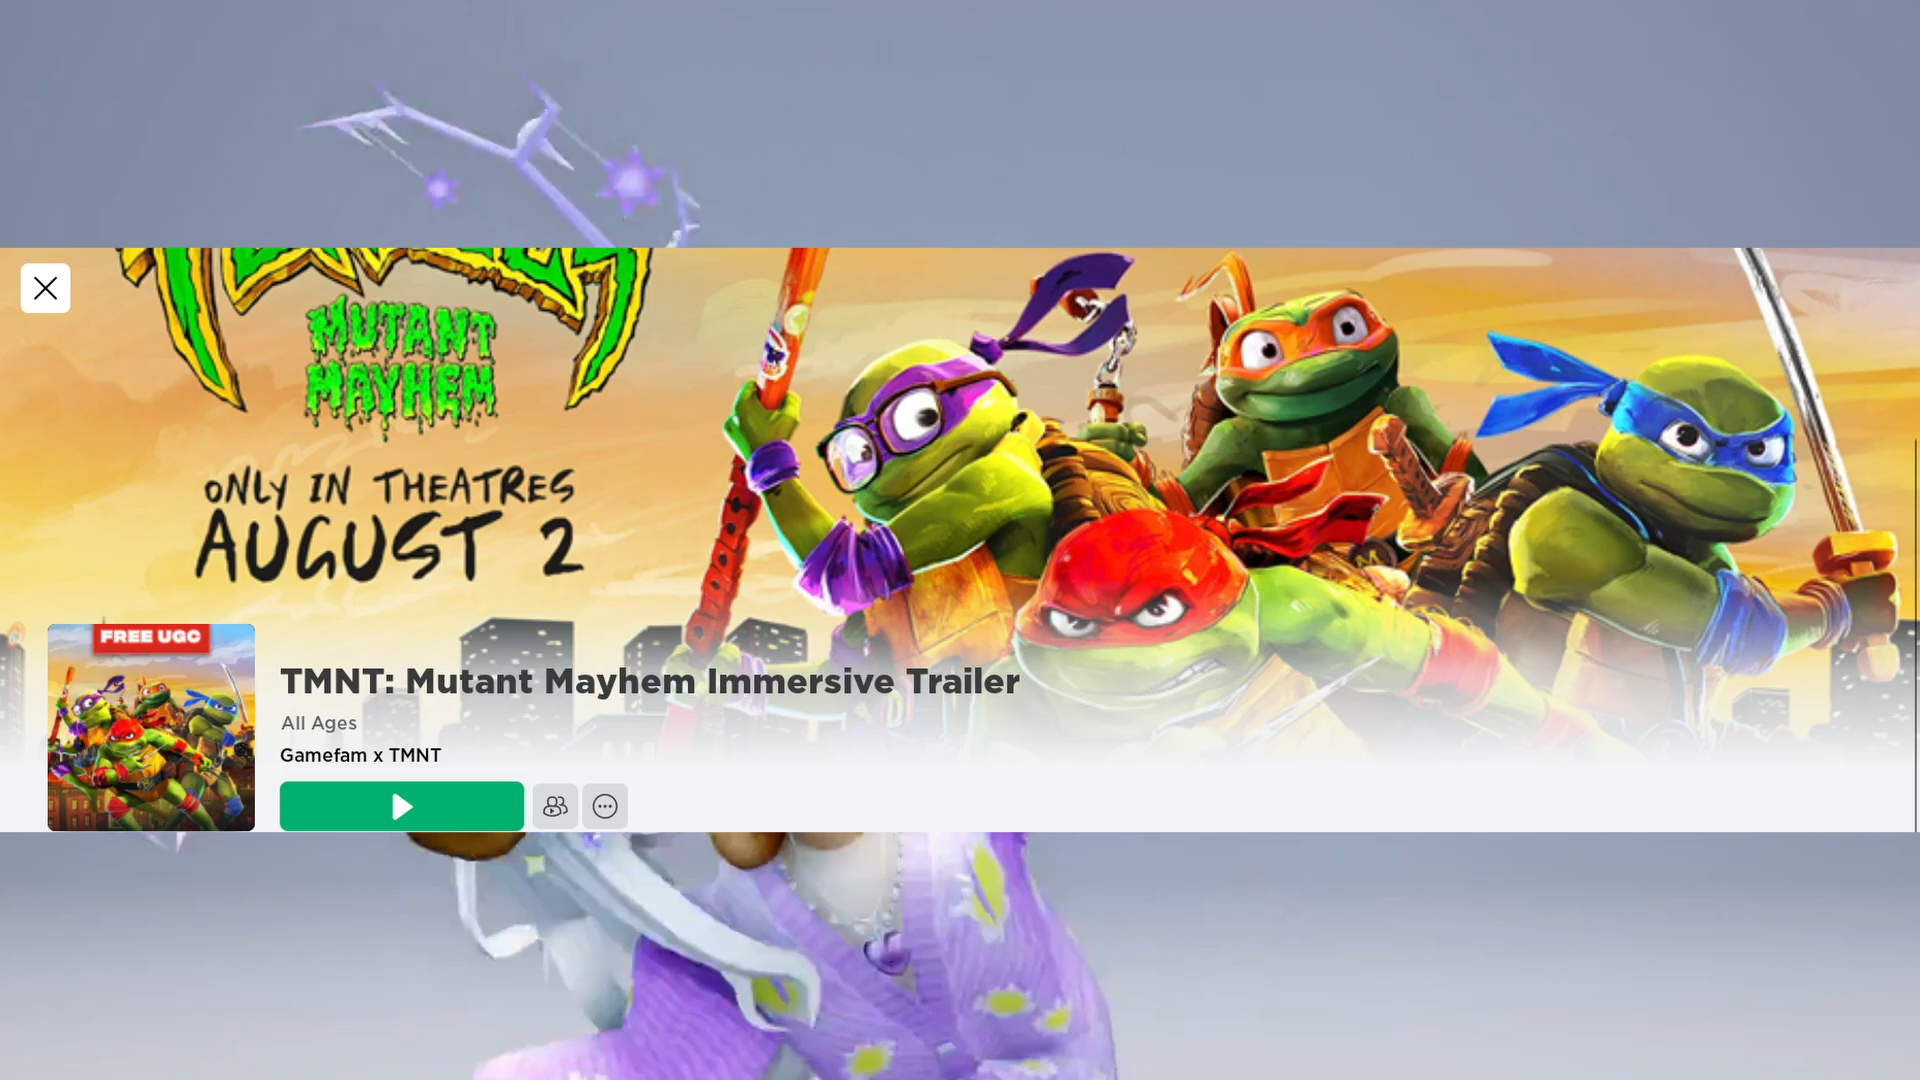 MUTANT
MAYHEM
ONLY IN THEATRES
AUGUST 2
FREE UGC
TMNT: Mutant Mayhem Immersive Trailer
All Ages
Gamefam x TMNT